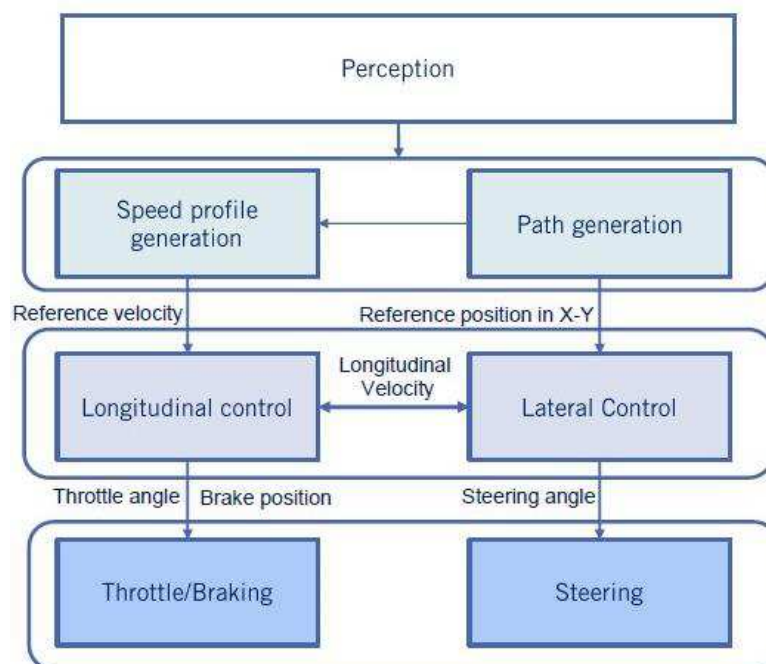 Perception
Speed profile
generation
Path generation
Reference velocity
Reference position in X-Y
Longitudinal control
Longitudinal
Velocity
Lateral Control
Throttle angle
Brake position
Steering angle
Throttle/Braking
Steering